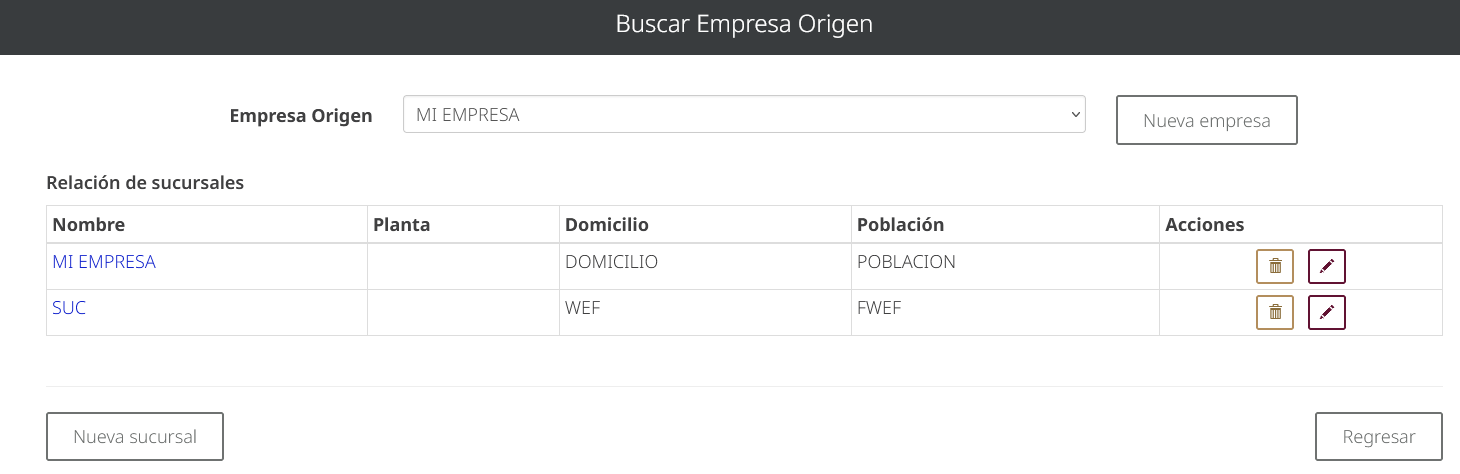 Buscar Empresa Origen
Empresa Origen MI EMPRESA Nueva empresa
Relación de sucursales
Nombre Planta Domicilio Población Acciones
MI EMPRESA DOMICILIO POBLACION
SUC WEF FWEF
Nueva sucursal Regresar